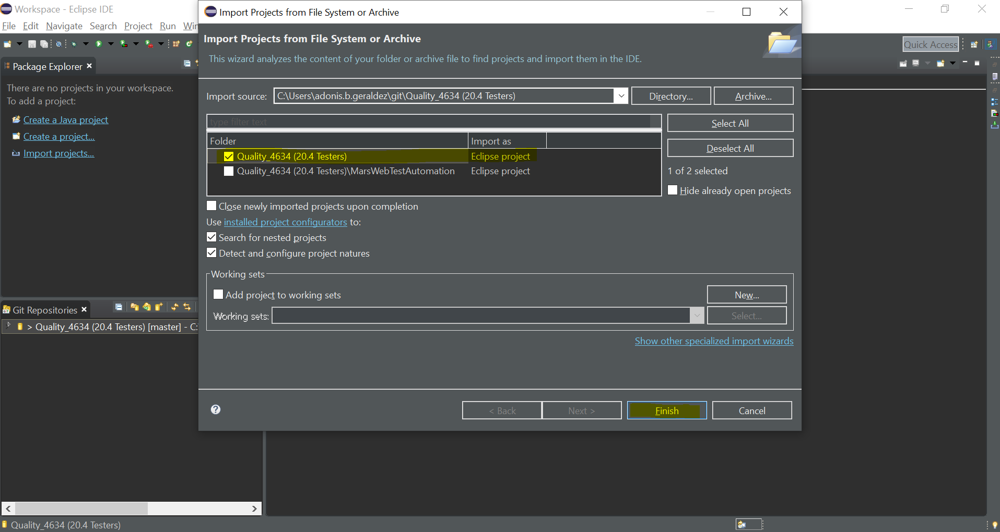 Workspace - Eclipse IDE
File Edit Navigate Search Project Run Win
Quick Access
Package Explorer
There are no projects in your workspace.
To add a project:
Create a Java project
Create a project...
Import projects...
Git Repositories
> Quality_4634 (20.4 Testers) [master] - C:
Quality_4634 (20.4 Testers)
Import Projects from File System or Archive
Import Projects from File System or Archive
This wizard analyzes the content of your folder or archive file to find projects and import them in the IDE.
Import source: C:\Users\adonis.b.geraldez\git\Quality_4634 (20.4 Testers) Directory... Archive...
type filter text
Select All
Folder Import as
Deselect All
Quality_4634 (20.4 Testers) Eclipse project
Quality_4634 (20.4 Testers)\MarsWebTestAutomation Eclipse project
1 of 2 selected
Hide already open projects
Close newly imported projects upon completion
Use installed project configurators to:
Search for nested projects
Detect and configure project natures
Working sets
Add project to working sets New...
Working sets: Select...
Show other specialized import wizards
< Back Next > Finish Cancel